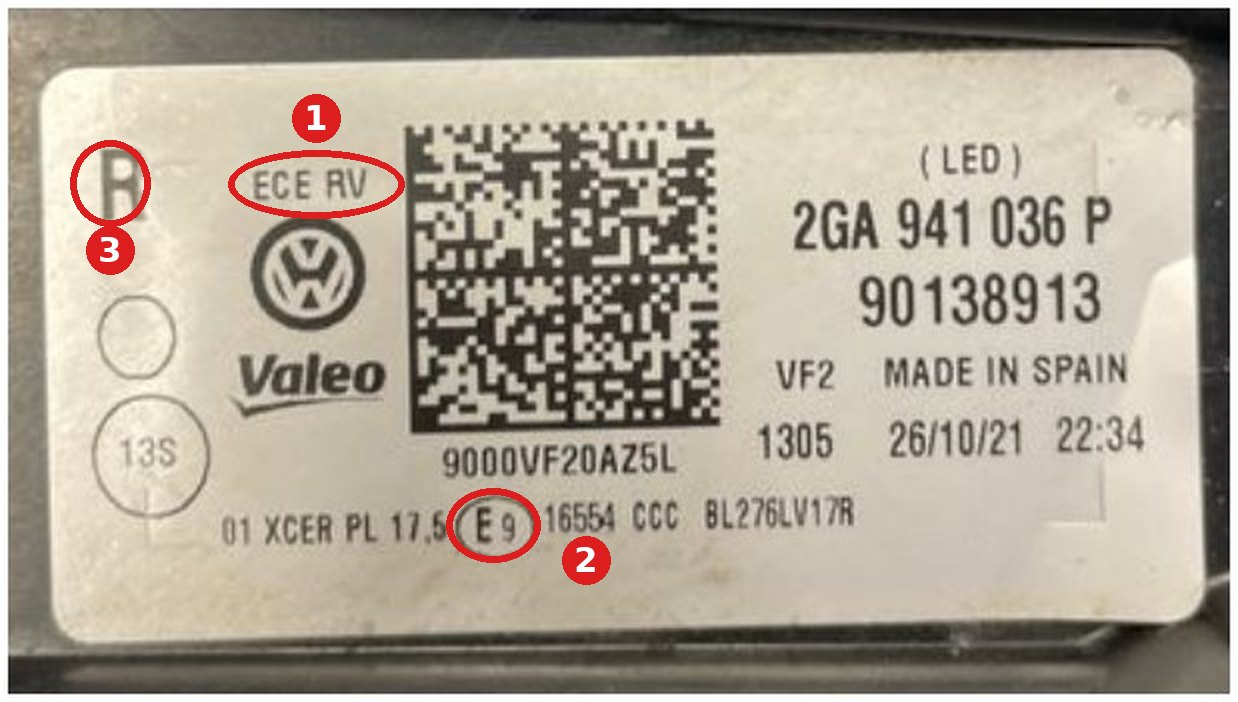 1
ECE RV
R
3
Valeo
13S
9000VF20AZ5L
( LED )
2GA 941 036 P
90138913
VF2 MADE IN SPAIN
1305 26/10/21 22:34
01 XCER PL 17,5 E 9 16554 CCC BL276LV17R
2